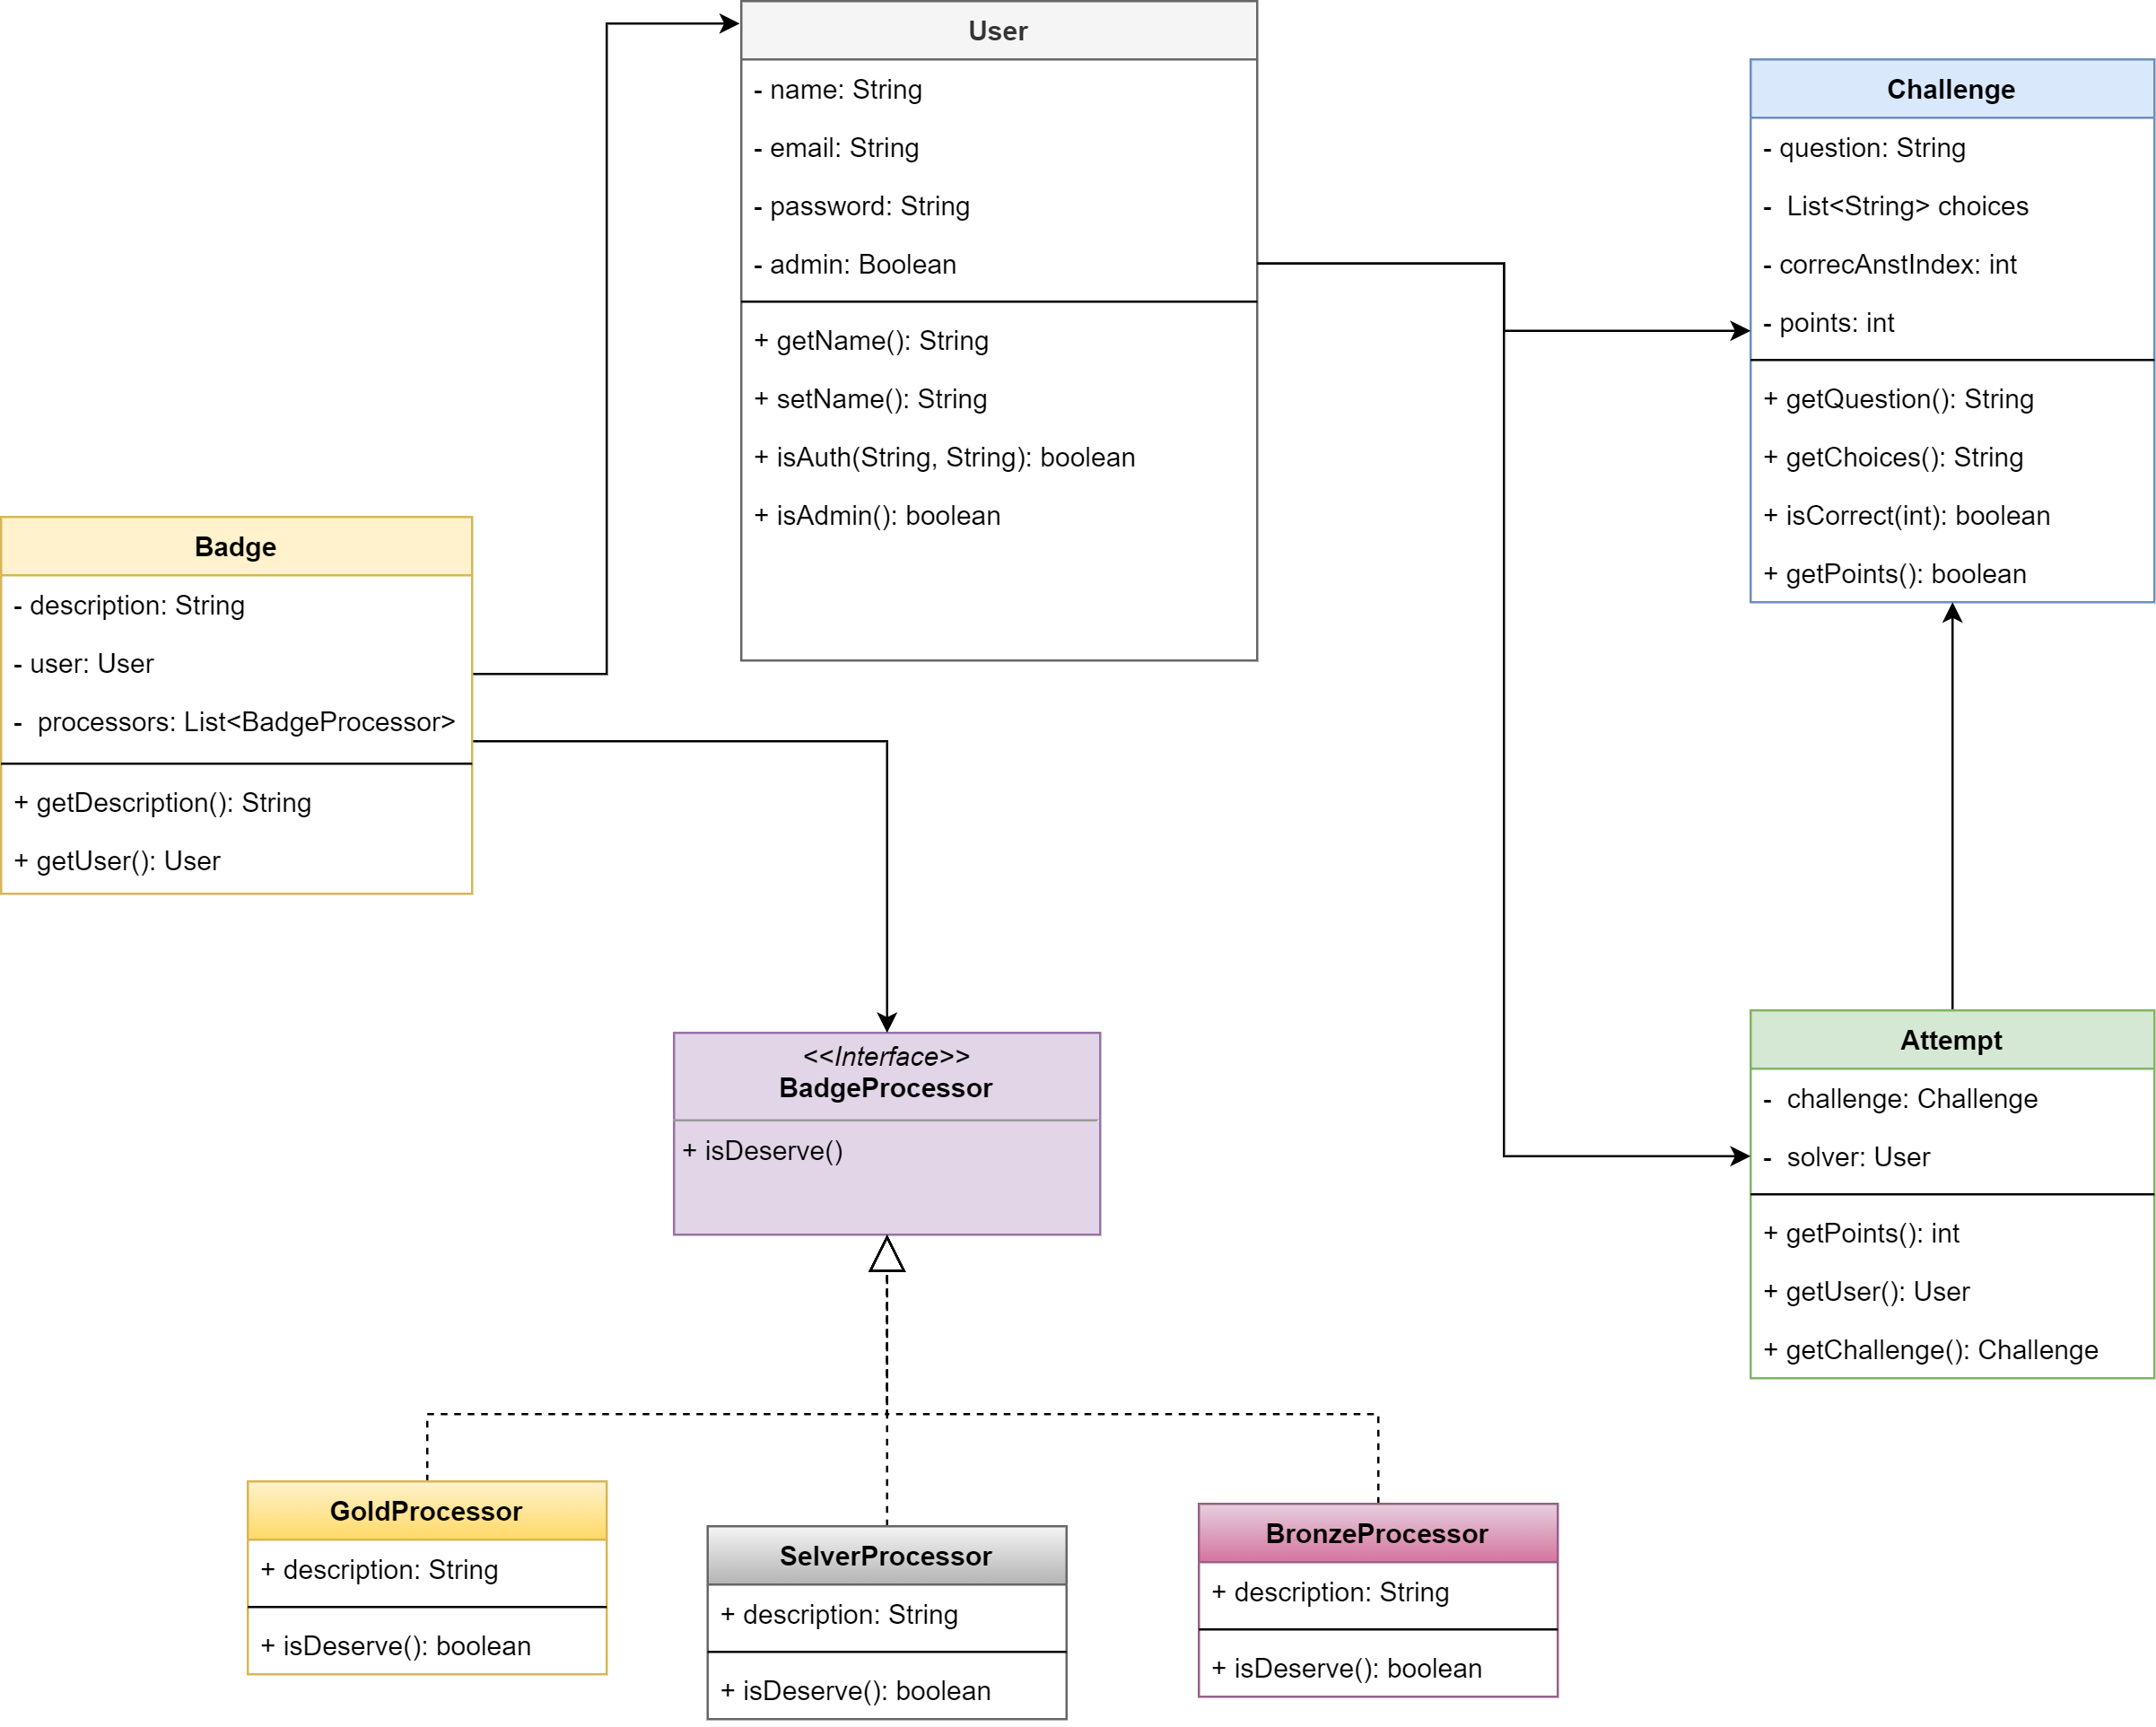 User
- name: String
- email: String
- password: String
- admin: Boolean
+ getName(): String
+ setName(): String
+ isAuth(String, String): boolean
+ isAdmin(): boolean
Challenge
- question: String
- List<String> choices
- correcAnstIndex: int
- points: int
+ getQuestion(): String
+ getChoices(): String
+ isCorrect(int): boolean
+ getPoints(): boolean
Badge
- description: String
- user: User
- processors: List<BadgeProcessor>
+ getDescription(): String
+ getUser(): User
<<Interface>>
BadgeProcessor
+ isDeserve()
Attempt
- challenge: Challenge
- solver: User
+ getPoints(): int
+ getUser(): User
+ getChallenge(): Challenge
GoldProcessor
+ description: String
+ isDeserve(): boolean
SelverProcessor
+ description: String
+ isDeserve(): boolean
BronzeProcessor
+ description: String
+ isDeserve(): boolean